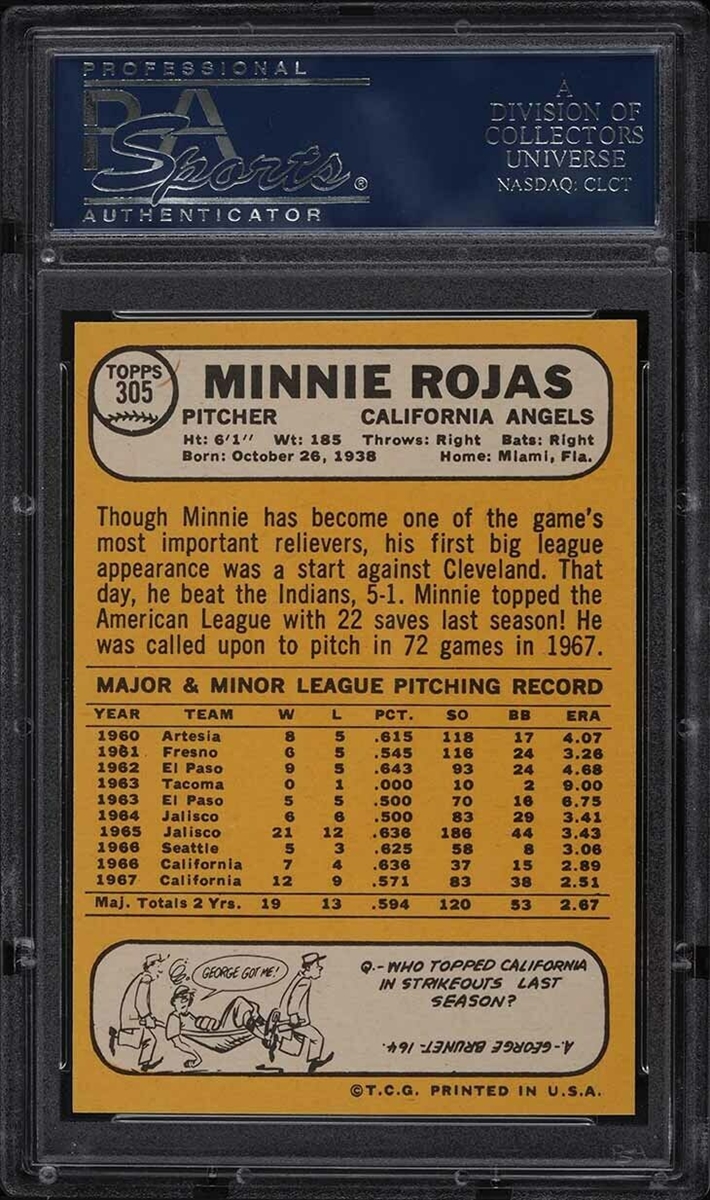 PROFESSIONAL
PSA
Sports®
AUTHENTICATOR
A
DIVISION OF
COLLECTORS
UNIVERSE
NASDAQ: CLCT
TOPPS
305
MINNIE ROJAS
PITCHER CALIFORNIA ANGELS
Ht: 6'1'' Wt: 185 Throws: Right Bats: Right
Born: October 26, 1938 Home: Miami, Fla.
Though Minnie has become one of the game's
most important relievers, his first big league
appearance was a start against Cleveland. That
day, he beat the Indians, 5-1. Minnie topped the
American League with 22 saves last season! He
was called upon to pitch in 72 games in 1967.
MAJOR & MINOR LEAGUE PITCHING RECORD
YEAR TEAM W L PCT. SO BB ERA
1960 Artesia 8 5 .615 118 17 4.07
1961 Fresno 6 5 .545 116 24 3.26
1962 El Paso 9 5 .643 93 24 4.68
1963 Tacoma 0 1 .000 10 2 9.00
1963 El Paso 5 5 .500 70 16 6.75
1964 Jalisco 6 6 .500 83 29 3.41
1965 Jalisco 21 12 .636 186 44 3.43
1966 Seattle 5 3 .625 58 8 3.06
1966 California 7 4 .636 37 15 2.89
1967 California 12 9 .571 83 38 2.51
Maj. Totals 2 Yrs. 19 13 .594 120 53 2.67
GEORGE GOT ME!
Q.-WHO TOPPED CALIFORNIA
IN STRIKEOUTS LAST
SEASON?
A-GEORGE BRUNET-164.
©T.C.G. PRINTED IN U.S.A.